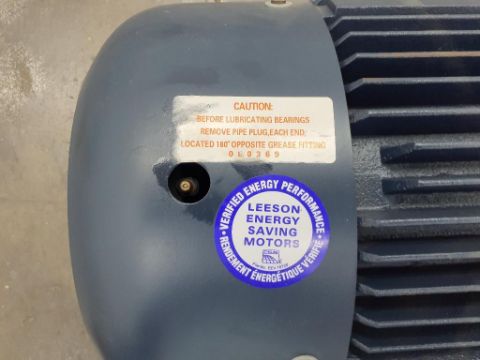 CAUTION:
BEFORE LUBRICATING BEARINGS
REMOVE PIPE PLUG,EACH END,
LOCATED 180° OPPOSITE GREASE FITTING
080369
VERIFIED ENERGY PERFORMANCE
LEESON
ENERGY
SAVING
MOTORS
RENDEMENT ÉNERGÉTIQUE VÉRIFIÉ